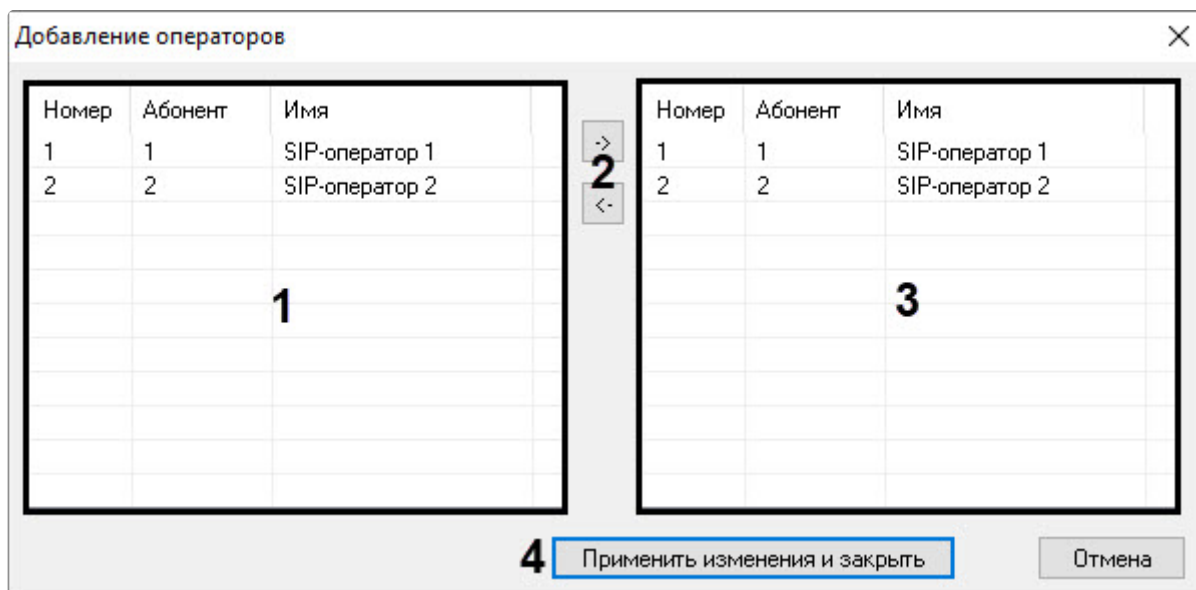 Добавление операторов
Номер Абонент Имя
1 1 SIP-оператор 1
2 2 SIP-оператор 2
1
->
2
<-
Номер Абонент Имя
1 1 SIP-оператор 1
2 2 SIP-оператор 2
3
4 Применить изменения и закрыть Отмена